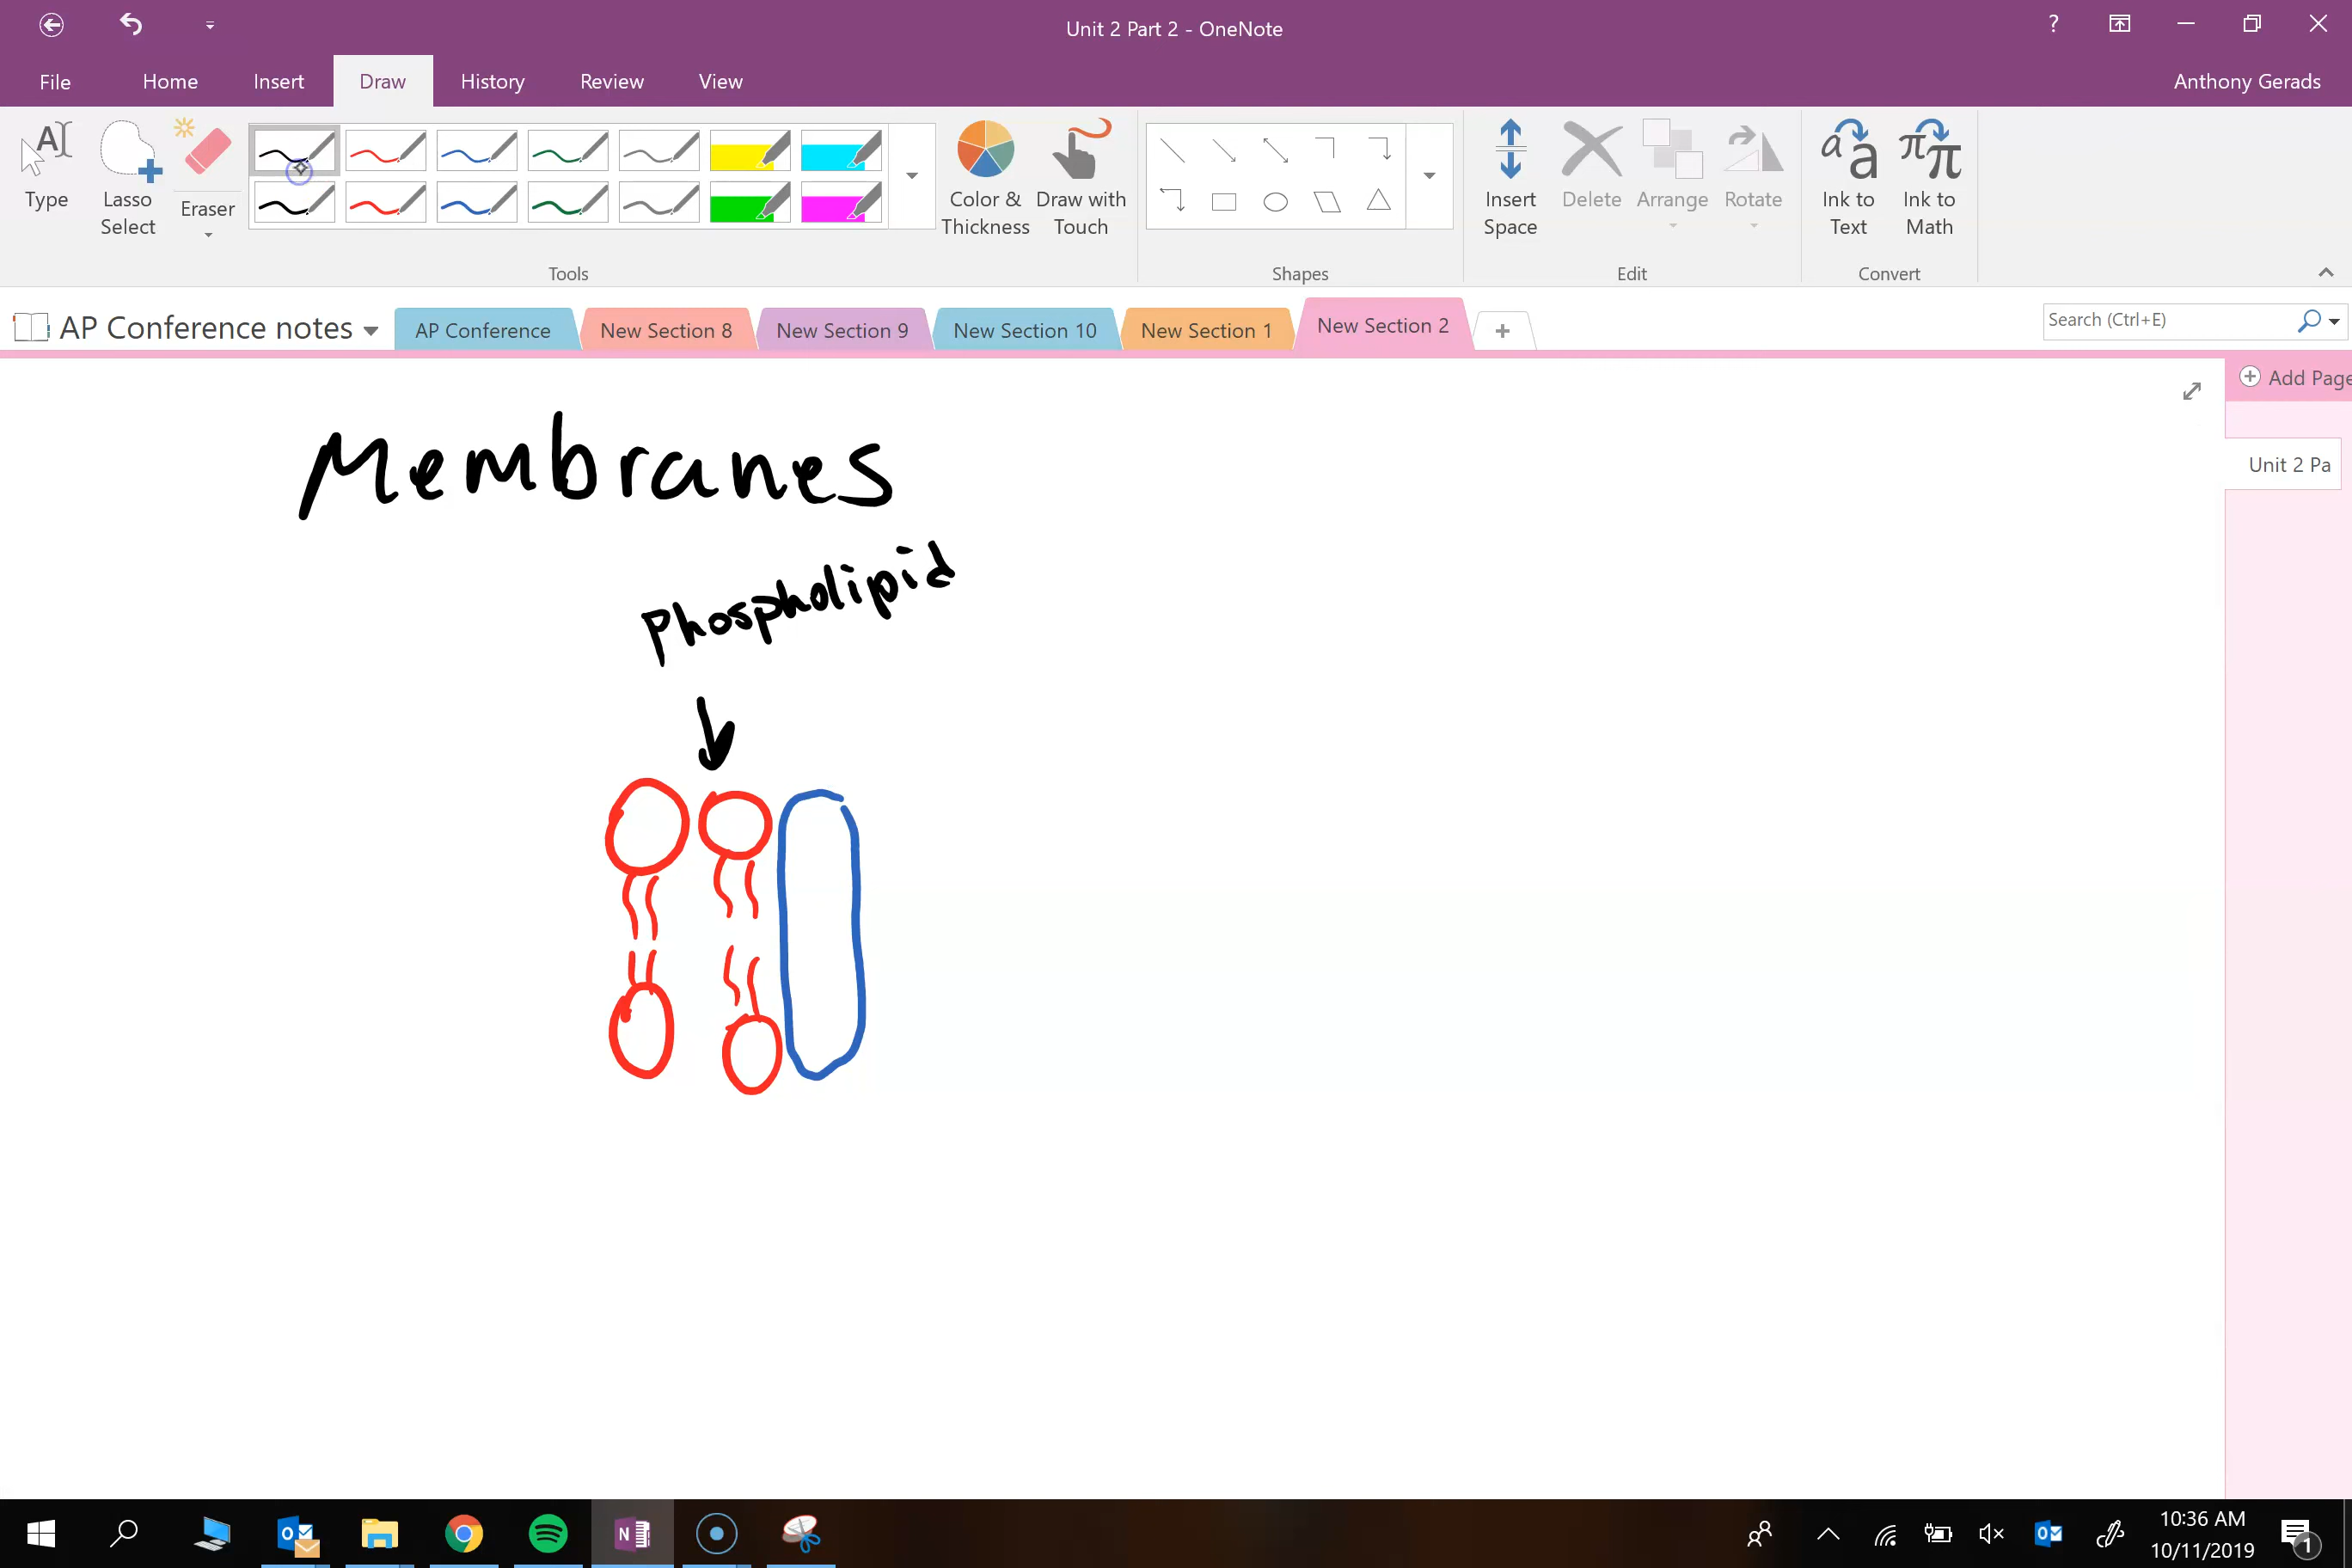 Unit 2 Part 2 - OneNote
File Home Insert Draw History Review View Anthony Gerads
Type
Lasso Select
Eraser
Color & Thickness
Draw with Touch
Insert Space
Delete
Arrange
Rotate
Ink to Text
Ink to Math
Tools Shapes Edit Convert
AP Conference notes AP Conference New Section 8 New Section 9 New Section 10 New Section 1 New Section 2 Search (Ctrl+E)
Add Page
Unit 2 Pa
Membranes
Phospholipid
10:36 AM
10/11/2019
1